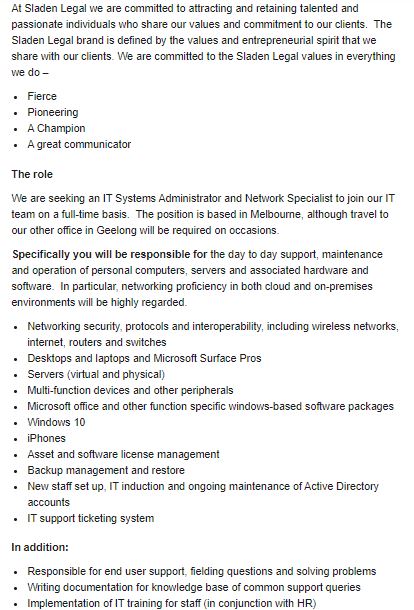 At Sladen Legal we are committed to attracting and retaining talented and
passionate individuals who share our values and commitment to our clients.  The
Sladen Legal brand is defined by the values and entrepreneurial spirit that we
share with our clients. We are committed to the Sladen Legal values in everything
we do –
• Fierce
• Pioneering
• A Champion
• A great communicator
The role
We are seeking an IT Systems Administrator and Network Specialist to join our IT
team on a full-time basis.  The position is based in Melbourne, although travel to
our other office in Geelong will be required on occasions.
Specifically you will be responsible for the day to day support, maintenance
and operation of personal computers, servers and associated hardware and
software.  In particular, networking proficiency in both cloud and on-premises
environments will be highly regarded.
• Networking security, protocols and interoperability, including wireless networks,
internet, routers and switches
• Desktops and laptops and Microsoft Surface Pros
• Servers (virtual and physical)
• Multi-function devices and other peripherals
• Microsoft office and other function specific windows-based software packages
• Windows 10
• iPhones
• Asset and software license management
• Backup management and restore
• New staff set up, IT induction and ongoing maintenance of Active Directory
accounts
• IT support ticketing system
In addition:
• Responsible for end user support, fielding questions and solving problems
• Writing documentation for knowledge base of common support queries
• Implementation of IT training for staff (in conjunction with HR)